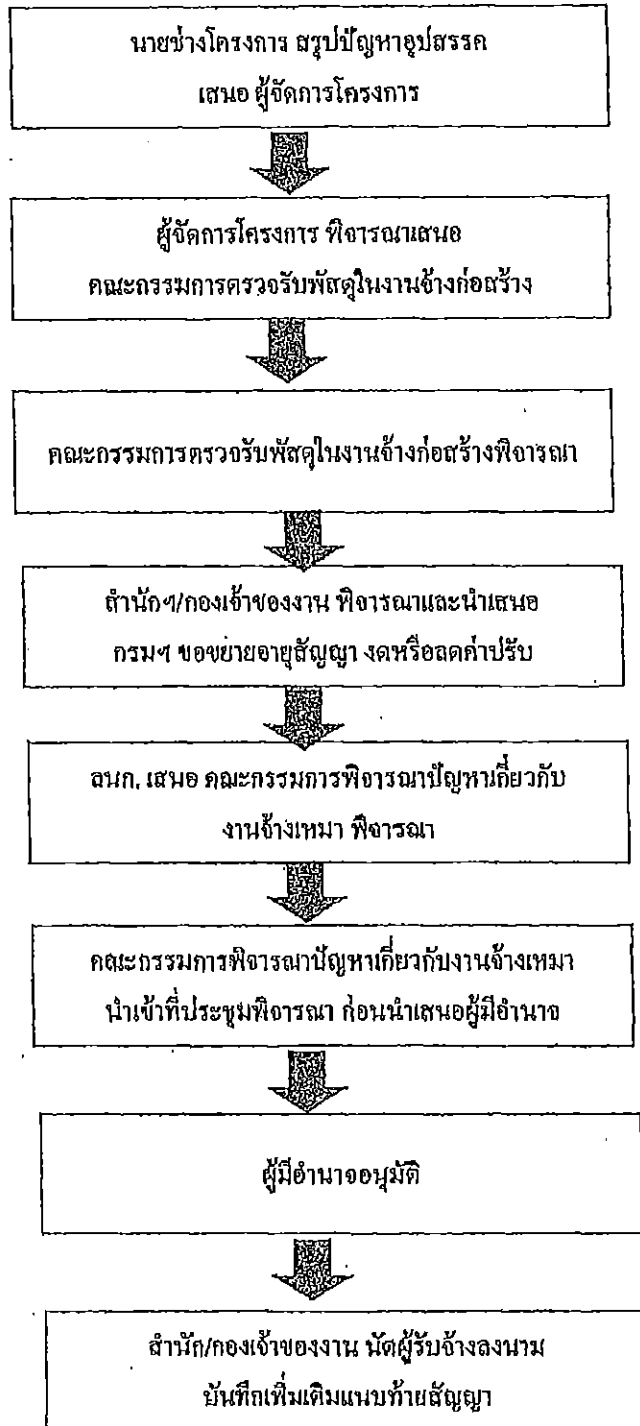 นายช่างโครงการ สรุปปัญหาอุปสรรค
เสนอ ผู้จัดการโครงการ
ผู้จัดการโครงการ พิจารณาเสนอ
คณะกรรมการตรวจรับพัสดุในงานจ้างก่อสร้าง
คณะกรรมการตรวจรับพัสดุในงานจ้างก่อสร้างพิจารณา
สำนักฯ/กองเจ้าของงาน พิจารณาและนำเสนอ
กรมฯ ขอขยายอายุสัญญา งดหรือลดค่าปรับ
ลนก. เสนอ คณะกรรมการพิจารณาปัญหาเกี่ยวกับ
งานจ้างเหมา พิจารณา
คณะกรรมการพิจารณาปัญหาเกี่ยวกับงานจ้างเหมา
นำเข้าที่ประชุมพิจารณา ก่อนนำเสนอผู้มีอำนาจ
ผู้มีอำนาจอนุมัติ
สำนัก/กองเจ้าของงาน นัดผู้รับจ้างลงนาม
บันทึกเพิ่มเติมแนบท้ายสัญญา